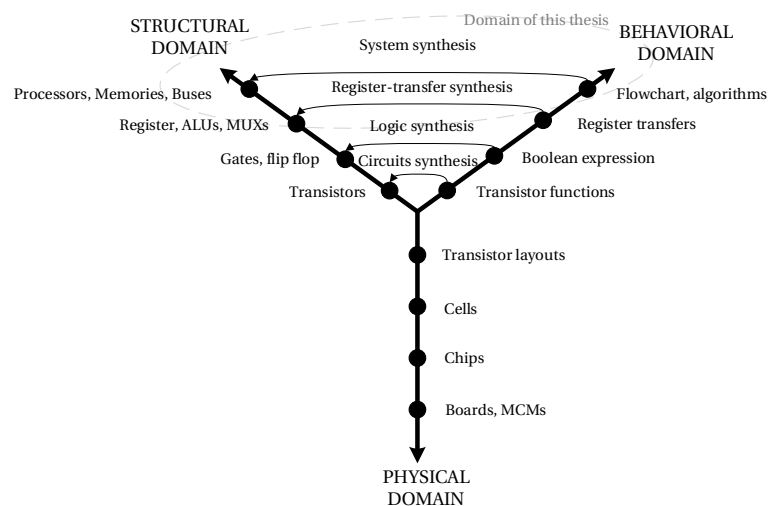 Domain of this thesis
STRUCTURAL
DOMAIN
BEHAVIORAL
DOMAIN
System synthesis
Processors, Memories, Buses
Register-transfer synthesis
Flowchart, algorithms
Register, ALUs, MUXs
Logic synthesis
Register transfers
Gates, flip flop
Circuits synthesis
Boolean expression
Transistors
Transistor functions
Transistor layouts
Cells
Chips
Boards, MCMs
PHYSICAL
DOMAIN